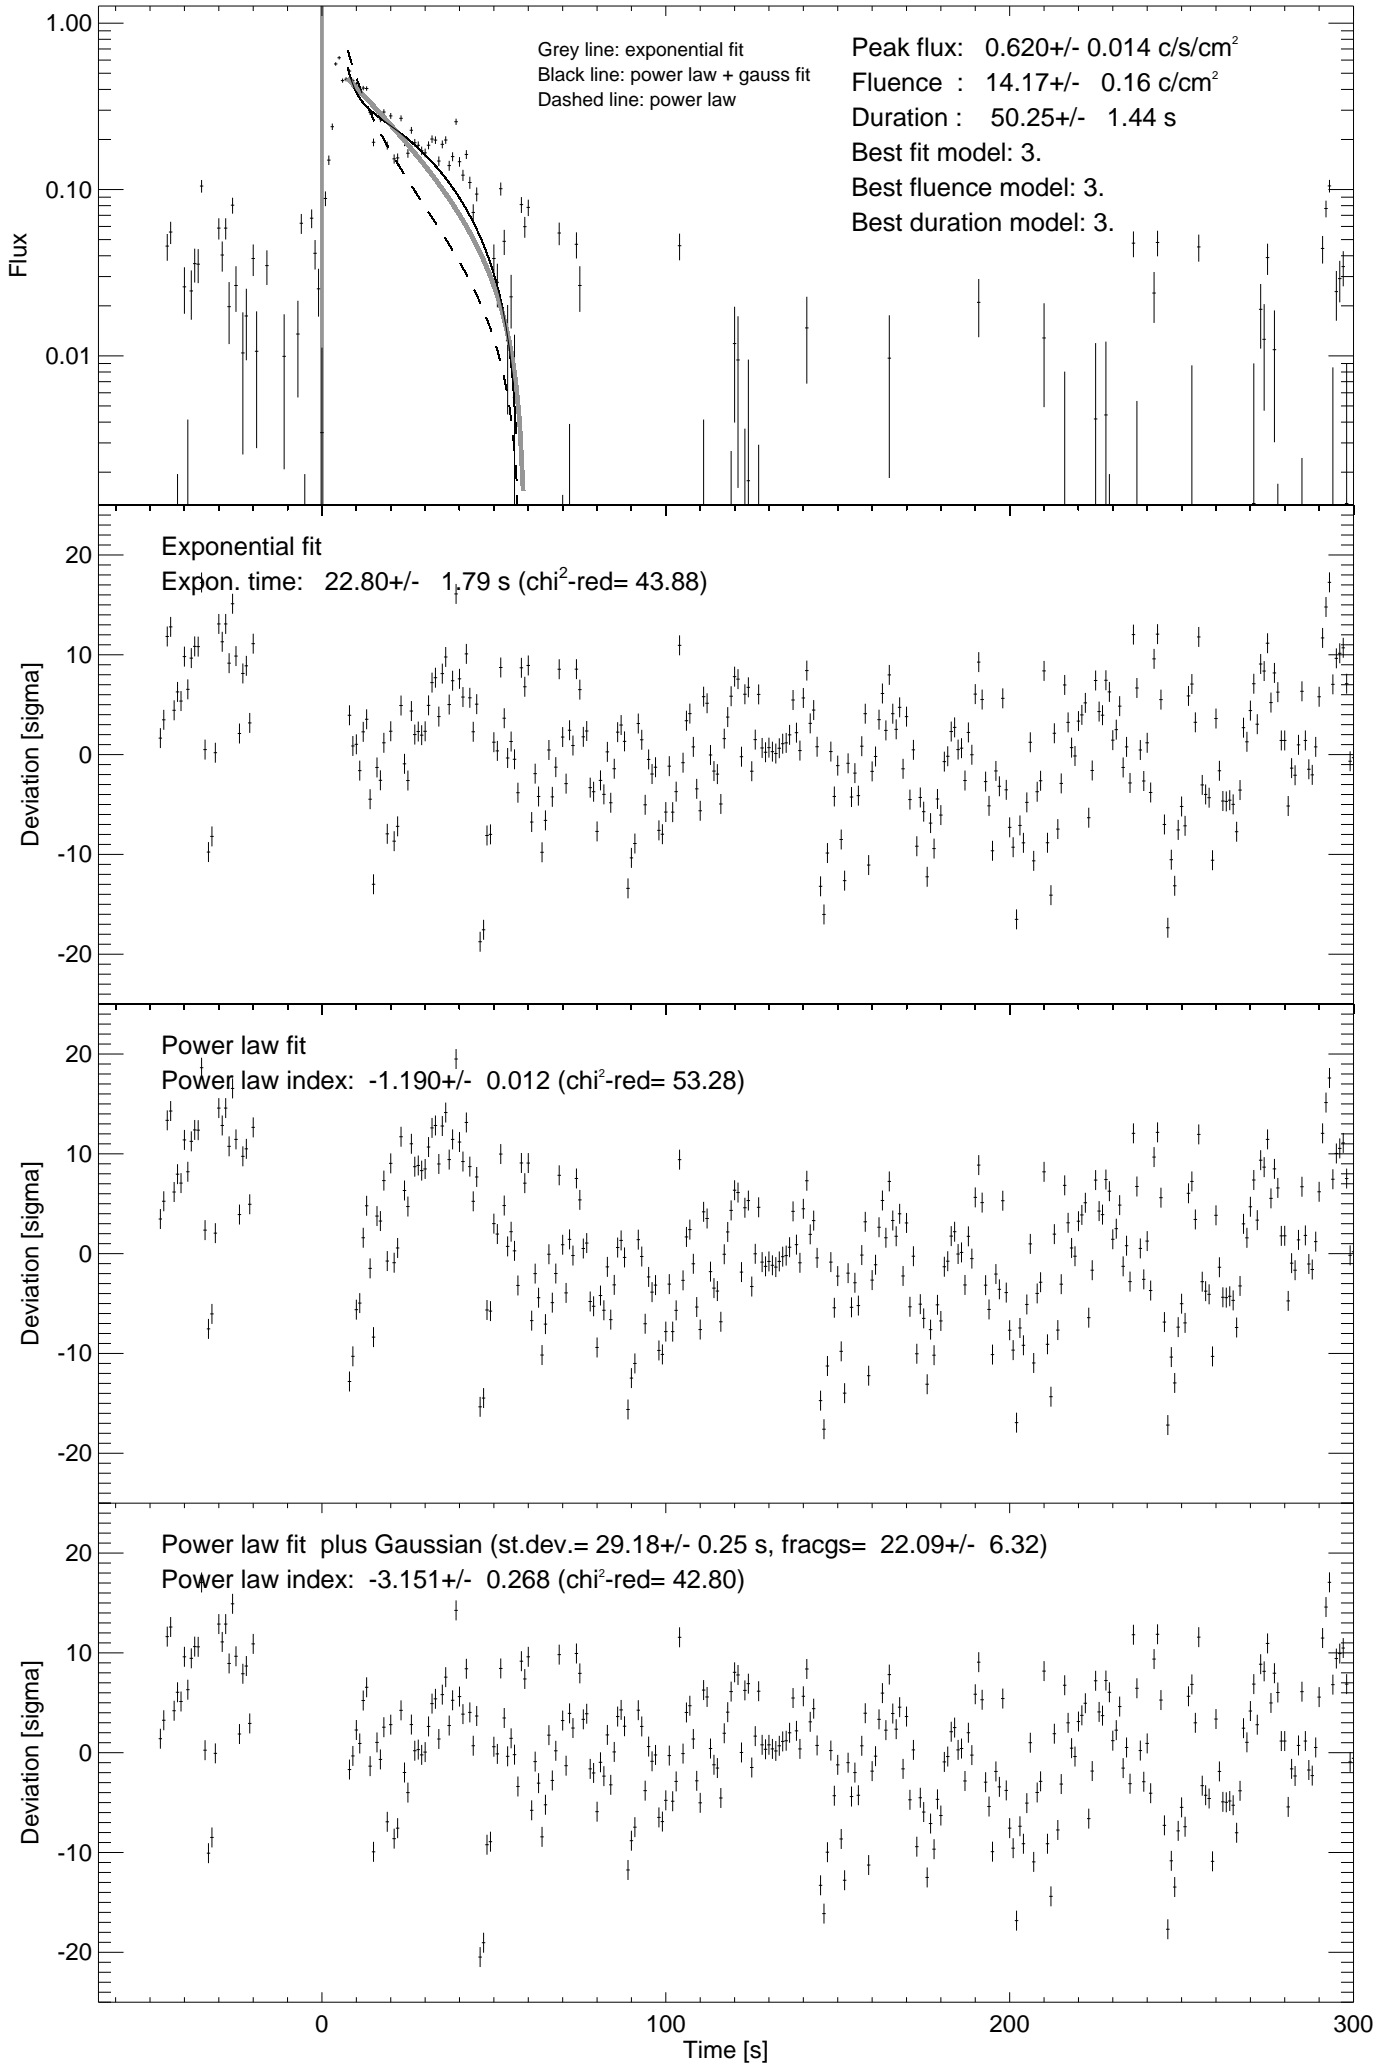 1.00
0.10
0.01
Flux
Grey line: exponential fit
Black line: power law + gauss fit
Dashed line: power law
Peak flux: 0.620+/- 0.014 c/s/cm²
Fluence : 14.17+/- 0.16 c/cm²
Duration : 50.25+/- 1.44 s
Best fit model: 3.
Best fluence model: 3.
Best duration model: 3.
Exponential fit
Expon. time: 22.80+/- 1.79 s (chi²-red= 43.88)
20
10
0
-10
-20
Deviation [sigma]
Power law fit
Power law index: -1.190+/- 0.012 (chi²-red= 53.28)
20
10
0
-10
-20
Deviation [sigma]
Power law fit plus Gaussian (st.dev.= 29.18+/- 0.25 s, fracgs= 22.09+/- 6.32)
Power law index: -3.151+/- 0.268 (chi²-red= 42.80)
20
10
0
-10
-20
Deviation [sigma]
0 100 200 300
Time [s]